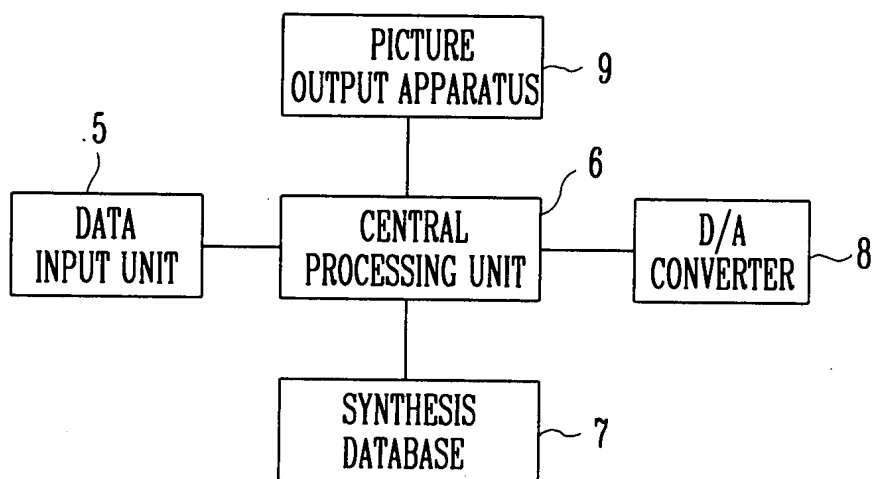 PICTURE
OUTPUT APPARATUS
9
5
DATA
INPUT UNIT
6
CENTRAL
PROCESSING UNIT
D/A
CONVERTER
8
SYNTHESIS
DATABASE
7